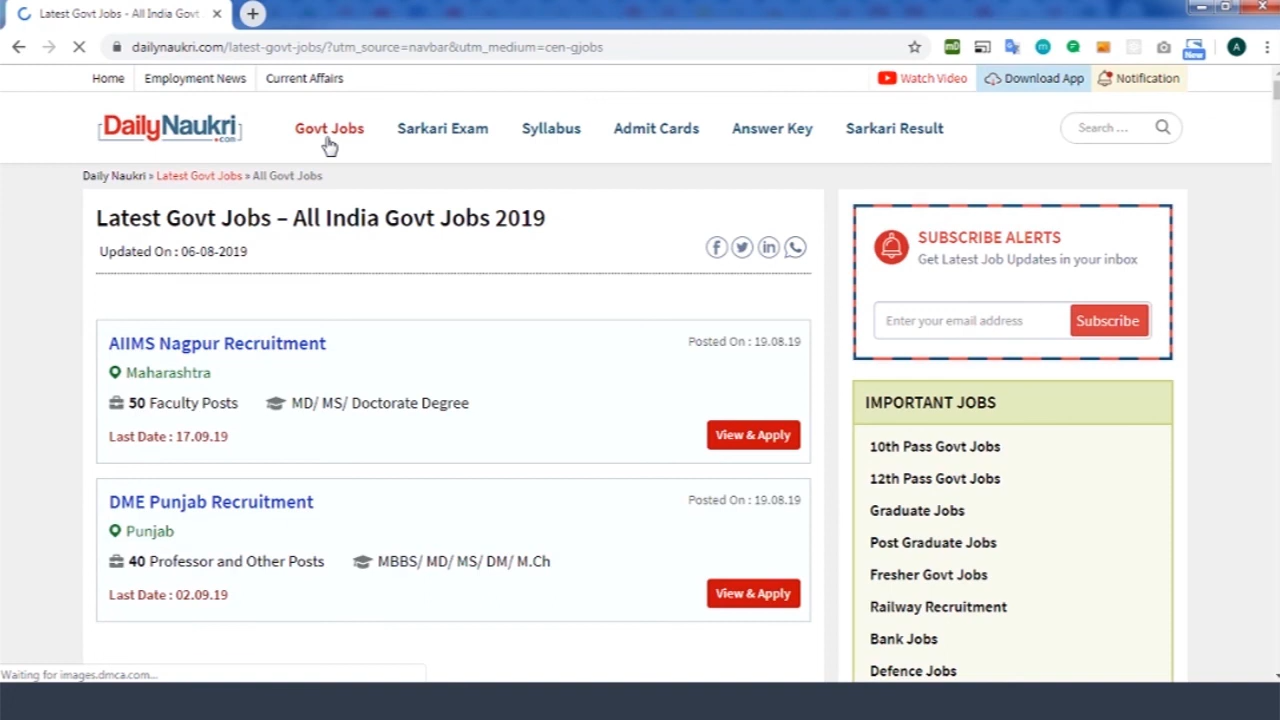 Latest Govt Jobs - All India Govt
dailynaukri.com/latest-govt-jobs/?utm_source=navbar&utm_medium=cen-gjobs
mD
m
New
A
Home
Employment News
Current Affairs
Watch Video
Download App
Notification
DailyNaukri
.com
Govt Jobs
Sarkari Exam
Syllabus
Admit Cards
Answer Key
Sarkari Result
Search ...
Daily Naukri » Latest Govt Jobs » All Govt Jobs
Latest Govt Jobs – All India Govt Jobs 2019
Updated On : 06-08-2019
AIIMS Nagpur Recruitment
Posted On : 19.08.19
Maharashtra
50 Faculty Posts
MD/ MS/ Doctorate Degree
Last Date : 17.09.19
View & Apply
DME Punjab Recruitment
Posted On : 19.08.19
Punjab
40 Professor and Other Posts
MBBS/ MD/ MS/ DM/ M.Ch
Last Date : 02.09.19
View & Apply
SUBSCRIBE ALERTS
Get Latest Job Updates in your inbox
Enter your email address
Subscribe
IMPORTANT JOBS
10th Pass Govt Jobs
12th Pass Govt Jobs
Graduate Jobs
Post Graduate Jobs
Fresher Govt Jobs
Railway Recruitment
Bank Jobs
Defence Jobs
Waiting for images.dmca.com...